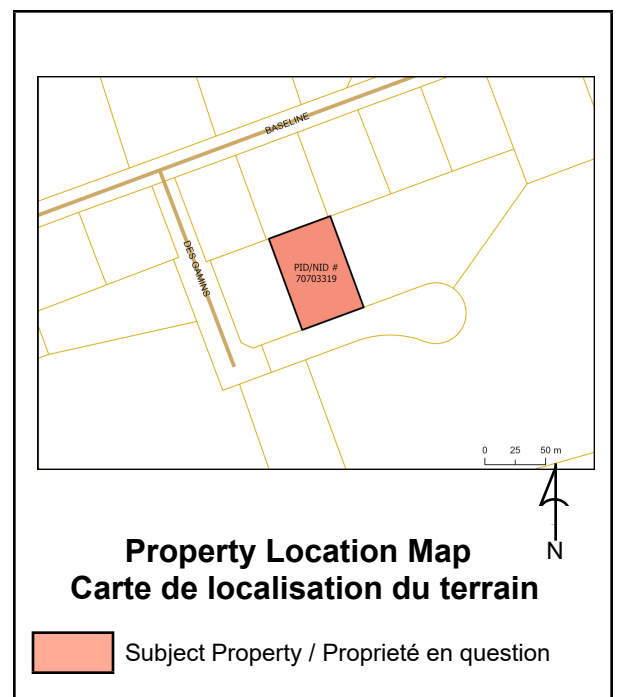 BASELINE
DES GAMINS
PID/NID #
70703319
0 25 50 m
N
Property Location Map
Carte de localisation du terrain
Subject Property / Proprieté en question